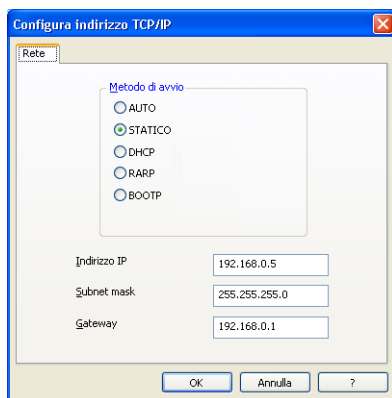 Configura indirizzo TCP/IP
Rete
Metodo di avvio
AUTO
STATICO
DHCP
RARP
BOOTP
Indirizzo IP 192.168.0.5
Subnet mask 255.255.255.0
Gateway 192.168.0.1
OK Annulla ?